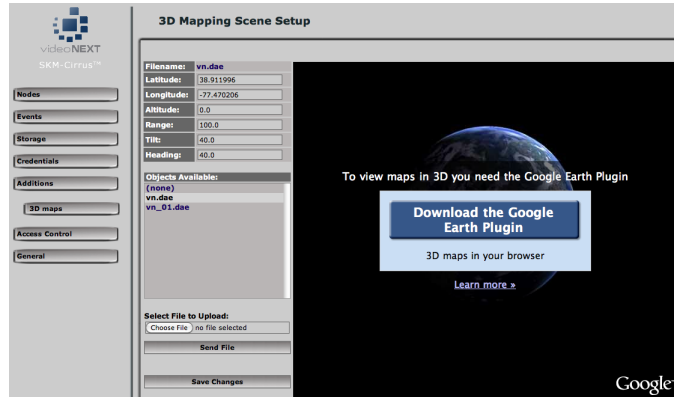 3D Mapping Scene Setup
videoNEXT
SKM-Cirrus™
Nodes
Events
Storage
Credentials
Additions
3D maps
Access Control
General
Filename: vn.dae
Latitude: 38.911996
Longitude: -77.470206
Altitude: 0.0
Range: 100.0
Tilt: 40.0
Heading: 40.0
Objects Available:
(none)
vn.dae
vn_01.dae
Select File to Upload:
Choose File no file selected
Send File
Save Changes
To view maps in 3D you need the Google Earth Plugin
Download the Google
Earth Plugin
3D maps in your browser
Learn more »
Google